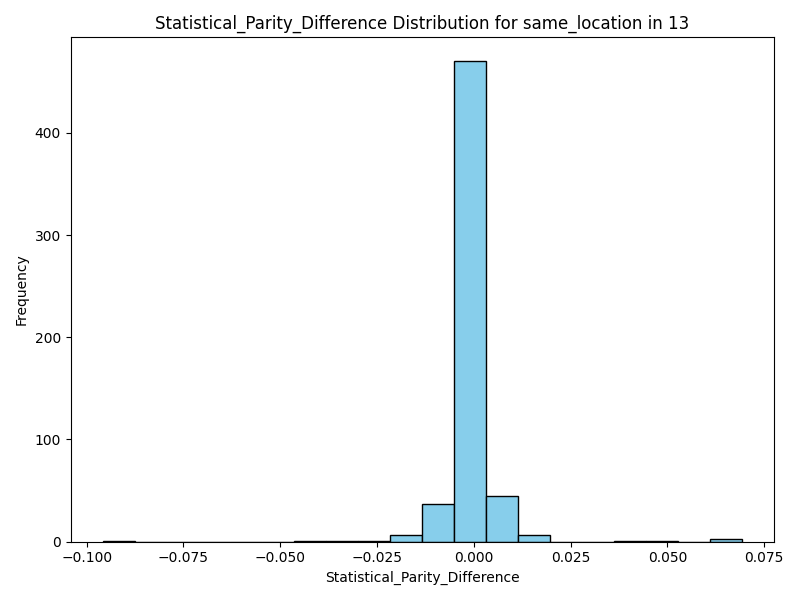 Statistical_Parity_Difference Distribution for same_location in 13
Frequency
400
300
200
100
0
−0.100 −0.075 −0.050 −0.025 0.000 0.025 0.050 0.075
Statistical_Parity_Difference